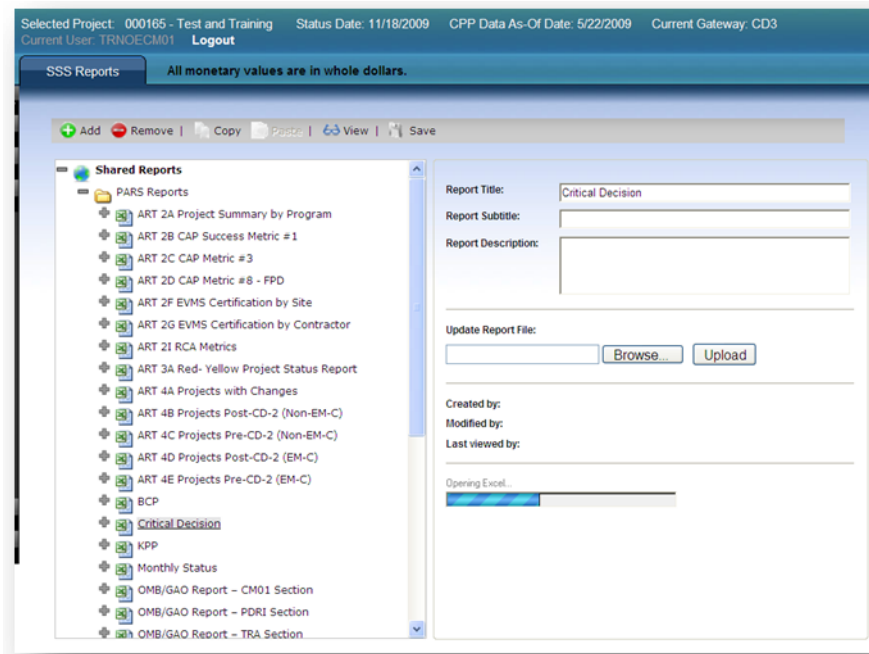 Selected Project: 000165 - Test and Training Status Date: 11/18/2009 CPP Data As-Of Date: 5/22/2009 Current Gateway: CD3
Current User: TRNOECM01 Logout
SSS Reports All monetary values are in whole dollars.
Add Remove | Copy Paste | View | Save
Shared Reports
PARS Reports
ART 2A Project Summary by Program
ART 2B CAP Success Metric #1
ART 2C CAP Metric #3
ART 2D CAP Metric #8 - FPD
ART 2F EVMS Certification by Site
ART 2G EVMS Certification by Contractor
ART 2I RCA Metrics
ART 3A Red- Yellow Project Status Report
ART 4A Projects with Changes
ART 4B Projects Post-CD-2 (Non-EM-C)
ART 4C Projects Pre-CD-2 (Non-EM-C)
ART 4D Projects Post-CD-2 (EM-C)
ART 4E Projects Pre-CD-2 (EM-C)
BCP
Critical Decision
KPP
Monthly Status
OMB/GAO Report – CM01 Section
OMB/GAO Report – PDRI Section
OMB/GAO Report – TRA Section
Report Title: Critical Decision
Report Subtitle:
Report Description:
Update Report File:
Browse... Upload
Created by:
Modified by:
Last viewed by:
Opening Excel...